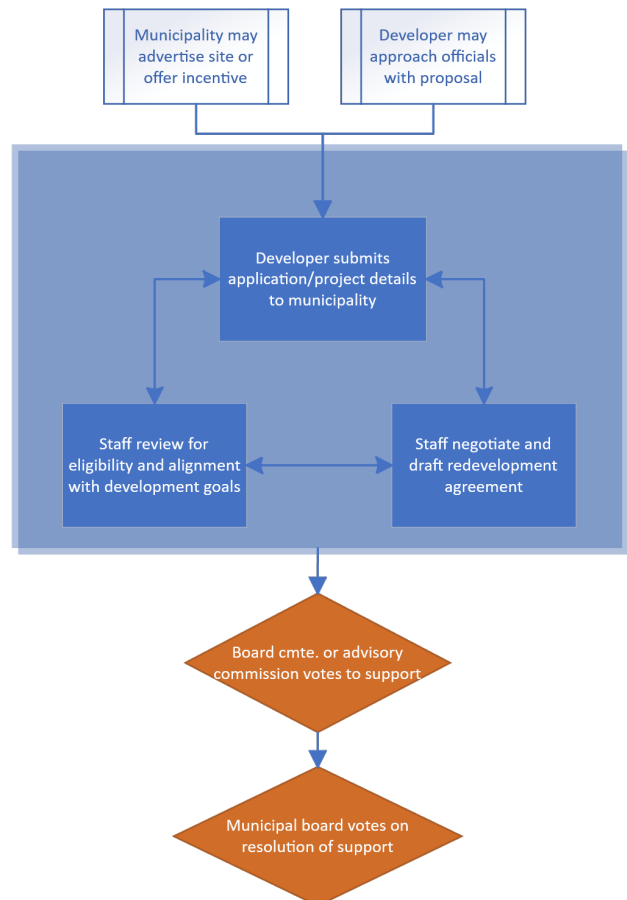 Municipality may
advertise site or
offer incentive
Developer may
approach officials
with proposal
Developer submits
application/project details
to municipality
Staff review for
eligibility and alignment
with development goals
Staff negotiate and
draft redevelopment
agreement
Board cmte. or advisory
commission votes to support
Municipal board votes on
resolution of support